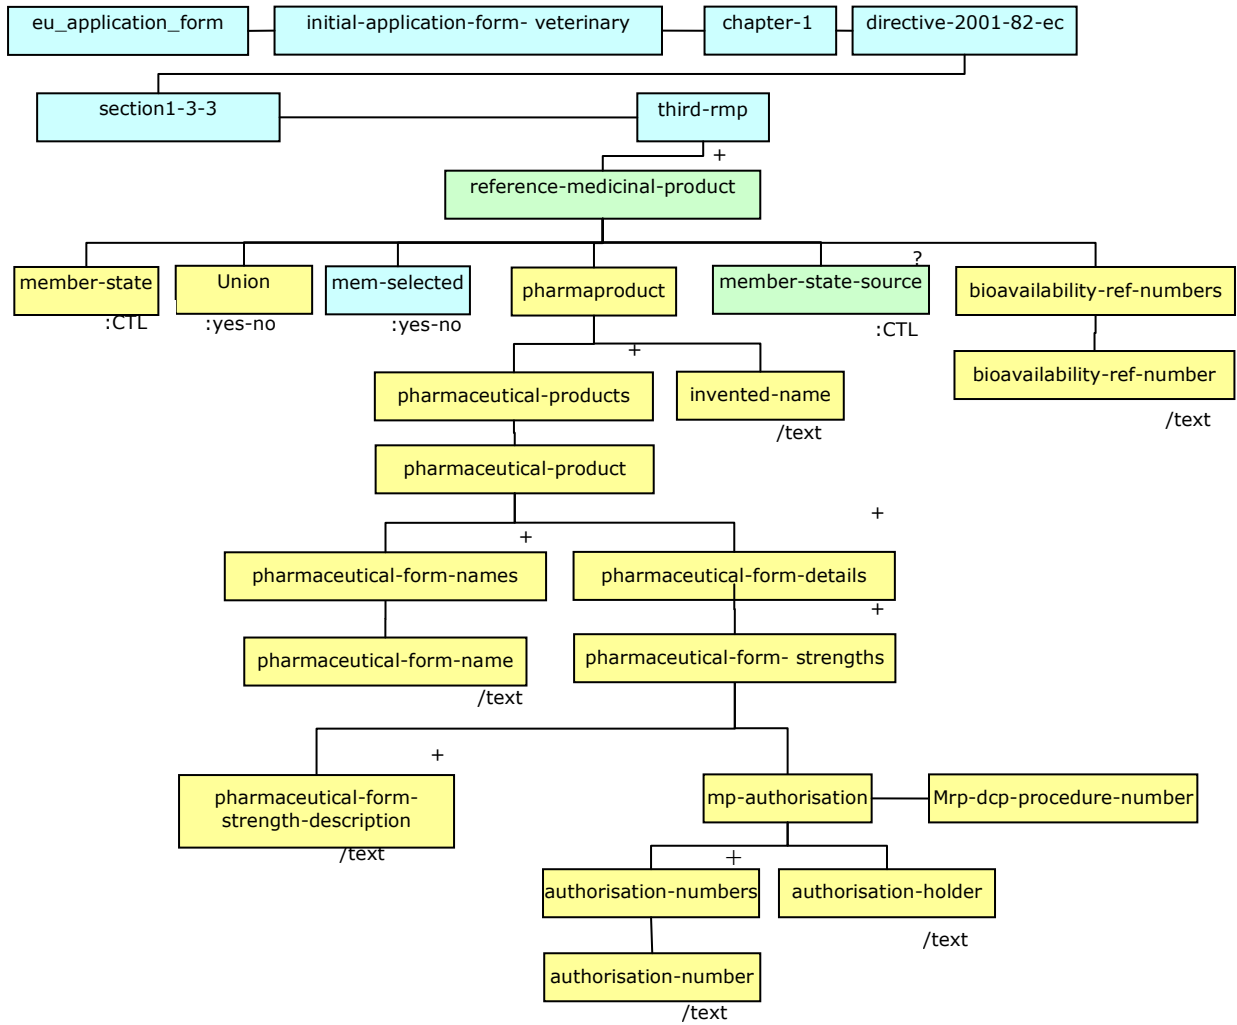 eu_application_form
initial-application-form- veterinary
chapter-1
directive-2001-82-ec
section1-3-3
third-rmp
+
reference-medicinal-product
member-state
:CTL
Union
:yes-no
mem-selected
:yes-no
pharmaproduct
?
member-state-source
:CTL
bioavailability-ref-numbers
+
pharmaceutical-products
invented-name
/text
bioavailability-ref-number
/text
pharmaceutical-product
+
+
pharmaceutical-form-names
pharmaceutical-form-details
+
pharmaceutical-form-name
/text
pharmaceutical-form- strengths
+
pharmaceutical-form-
strength-description
/text
mp-authorisation
Mrp-dcp-procedure-number
+
authorisation-numbers
authorisation-holder
/text
authorisation-number
/text